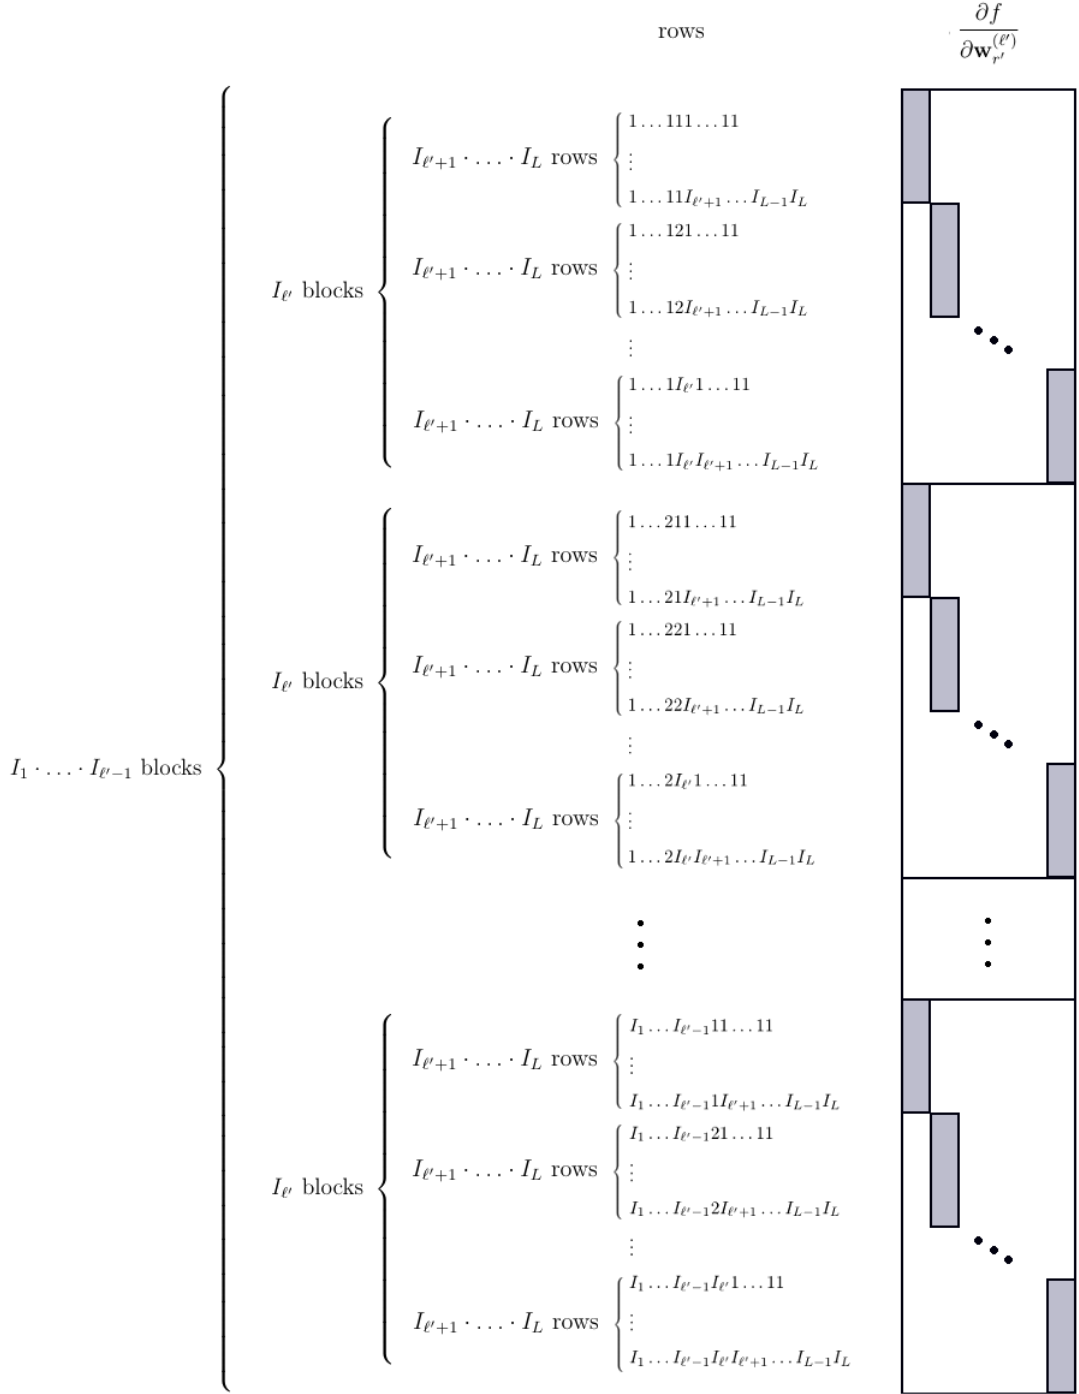 rows ∂f/∂𝐰_{r′}^{(ℓ′)}
1…111…11
I_{ℓ′+1}·…·I_L rows
⋮
1…11I_{ℓ′+1}…I_{L−1}I_L
1…121…11
I_{ℓ′+1}·…·I_L rows
⋮
I_{ℓ′} blocks
1…12I_{ℓ′+1}…I_{L−1}I_L
⋮
1…1I_{ℓ′}1…11
I_{ℓ′+1}·…·I_L rows
⋮
1…1I_{ℓ′}I_{ℓ′+1}…I_{L−1}I_L
1…211…11
I_{ℓ′+1}·…·I_L rows
⋮
1…21I_{ℓ′+1}…I_{L−1}I_L
1…221…11
I_{ℓ′+1}·…·I_L rows
⋮
I_{ℓ′} blocks
1…22I_{ℓ′+1}…I_{L−1}I_L
⋮
I_1·…·I_{ℓ′−1} blocks
1…2I_{ℓ′}1…11
I_{ℓ′+1}·…·I_L rows
⋮
1…2I_{ℓ′}I_{ℓ′+1}…I_{L−1}I_L
⋮
I_1…I_{ℓ′−1}11…11
I_{ℓ′+1}·…·I_L rows
⋮
I_1…I_{ℓ′−1}1I_{ℓ′+1}…I_{L−1}I_L
I_1…I_{ℓ′−1}21…11
I_{ℓ′+1}·…·I_L rows
⋮
I_{ℓ′} blocks
I_1…I_{ℓ′−1}2I_{ℓ′+1}…I_{L−1}I_L
⋮
I_1…I_{ℓ′−1}I_{ℓ′}1…11
I_{ℓ′+1}·…·I_L rows
⋮
I_1…I_{ℓ′−1}I_{ℓ′}I_{ℓ′+1}…I_{L−1}I_L